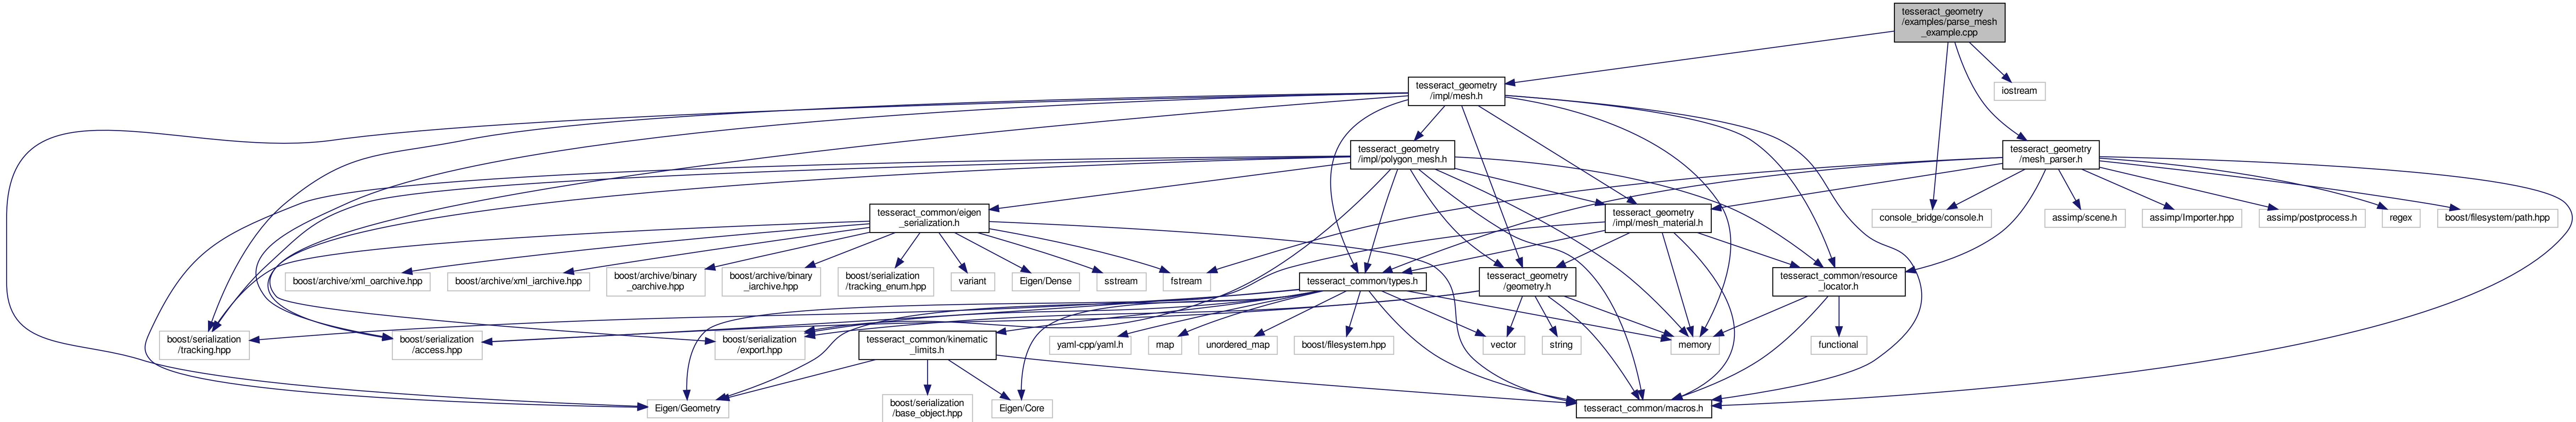 tesseract_geometry
/examples/parse_mesh
_example.cpp
tesseract_geometry
/impl/mesh.h
iostream
tesseract_geometry
/impl/polygon_mesh.h
tesseract_geometry
/mesh_parser.h
tesseract_common/eigen
_serialization.h
tesseract_geometry
/impl/mesh_material.h
console_bridge/console.h
assimp/scene.h
assimp/Importer.hpp
assimp/postprocess.h
regex
boost/filesystem/path.hpp
boost/archive/xml_oarchive.hpp
boost/archive/xml_iarchive.hpp
boost/archive/binary
_oarchive.hpp
boost/archive/binary
_iarchive.hpp
boost/serialization
/tracking_enum.hpp
variant
Eigen/Dense
sstream
fstream
tesseract_common/types.h
tesseract_geometry
/geometry.h
tesseract_common/resource
_locator.h
boost/serialization
/tracking.hpp
boost/serialization
/access.hpp
boost/serialization
/export.hpp
tesseract_common/kinematic
_limits.h
yaml-cpp/yaml.h
map
unordered_map
boost/filesystem.hpp
vector
string
memory
functional
Eigen/Geometry
boost/serialization
/base_object.hpp
Eigen/Core
tesseract_common/macros.h